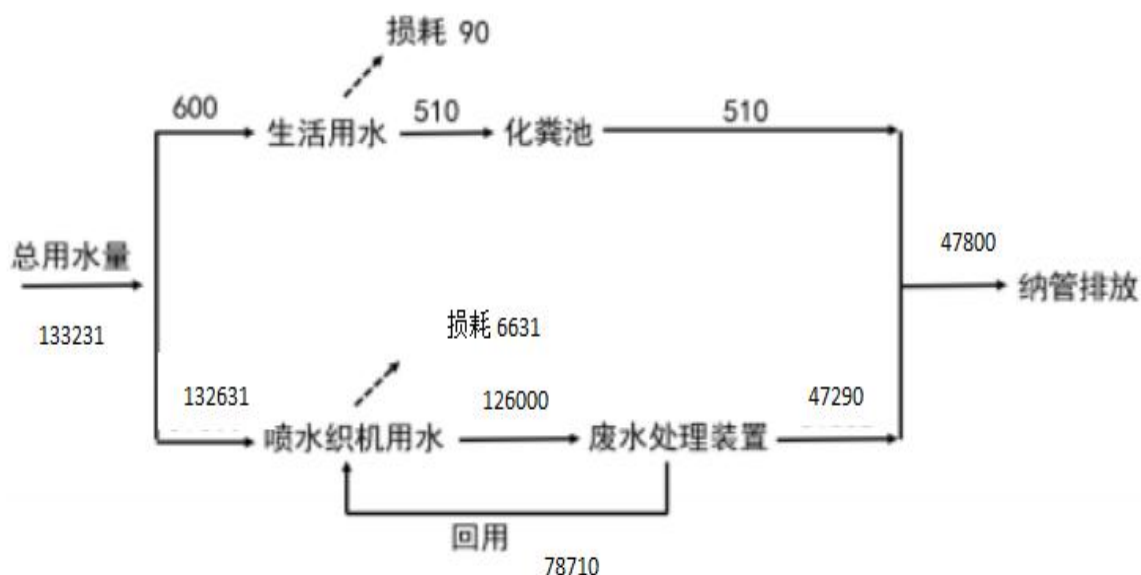 损耗 90
600
生活用水
510
化粪池
510
总用水量
133231
47800
纳管排放
损耗 6631
132631
喷水织机用水
126000
废水处理装置
47290
回用
78710